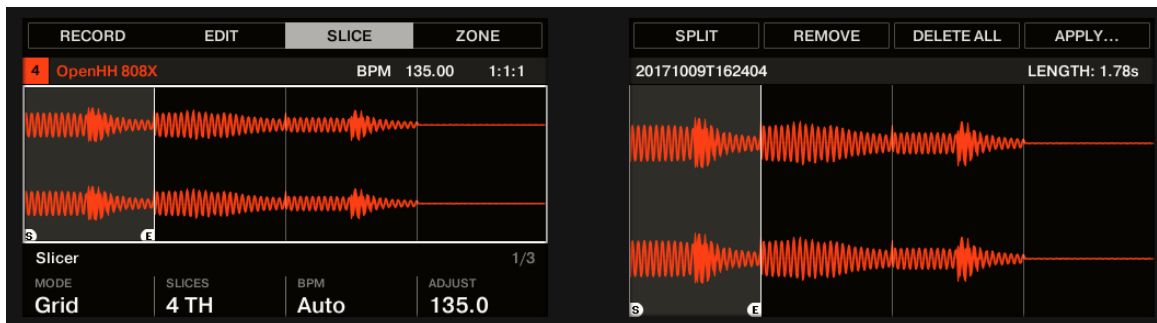 RECORD EDIT SLICE ZONE
4 OpenHH 808X BPM 135.00 1:1:1
S E
Slicer 1/3
MODE SLICES BPM ADJUST
Grid 4 TH Auto 135.0
SPLIT REMOVE DELETE ALL APPLY...
20171009T162404 LENGTH: 1.78s
S E